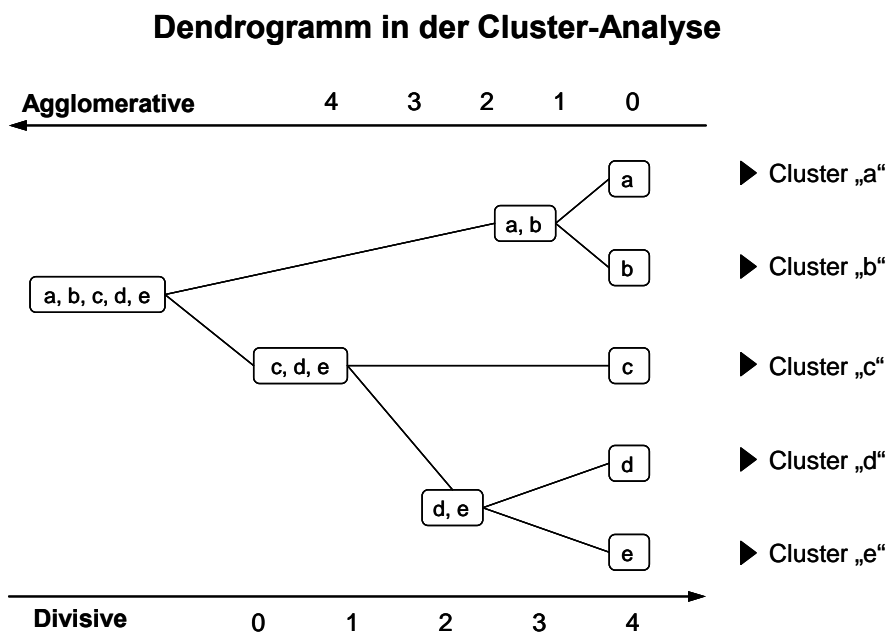 Dendrogramm in der Cluster-Analyse
Agglomerative 4 3 2 1 0
a
Cluster „a“
a, b
b
Cluster „b“
a, b, c, d, e
c, d, e
c
Cluster „c“
d
Cluster „d“
d, e
e
Cluster „e“
Divisive 0 1 2 3 4